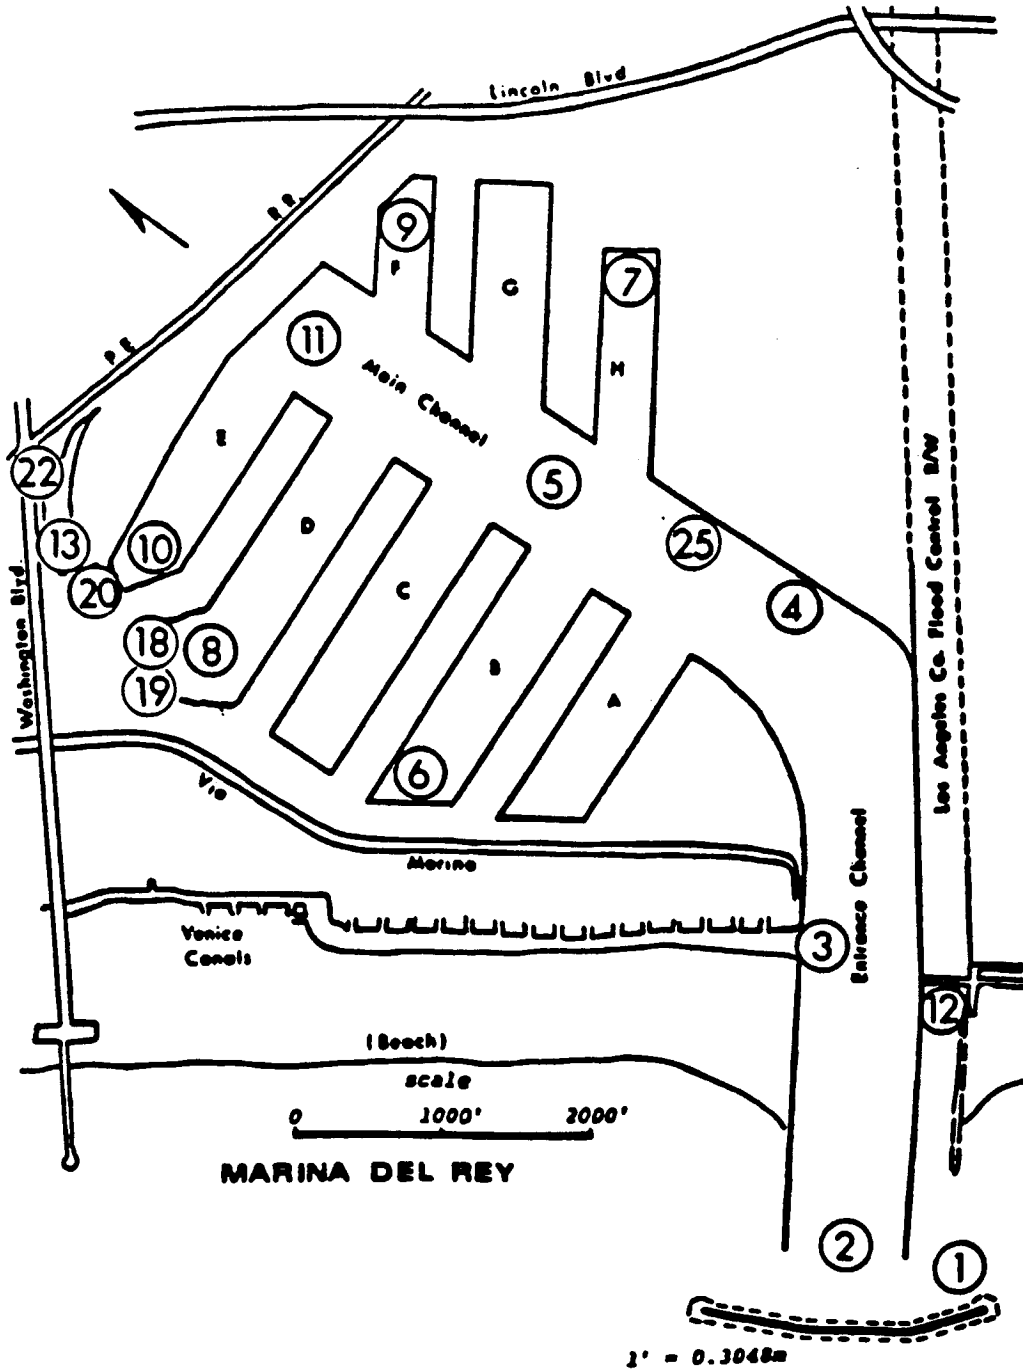 Lincoln Blvd
R.R.
9
F
G
7
11
H
P.E.
Main Channel
E
22
5
D
13
10
25
20
C
4
18
8
19
B
A
Washington Blvd.
Los Angeles Co. Flood Control R/W
6
Via
Marina
Entrance Channel
3
Venice
Canals
12
(Beach)
scale
0 1000' 2000'
MARINA DEL REY
2
1
1' = 0.3048m